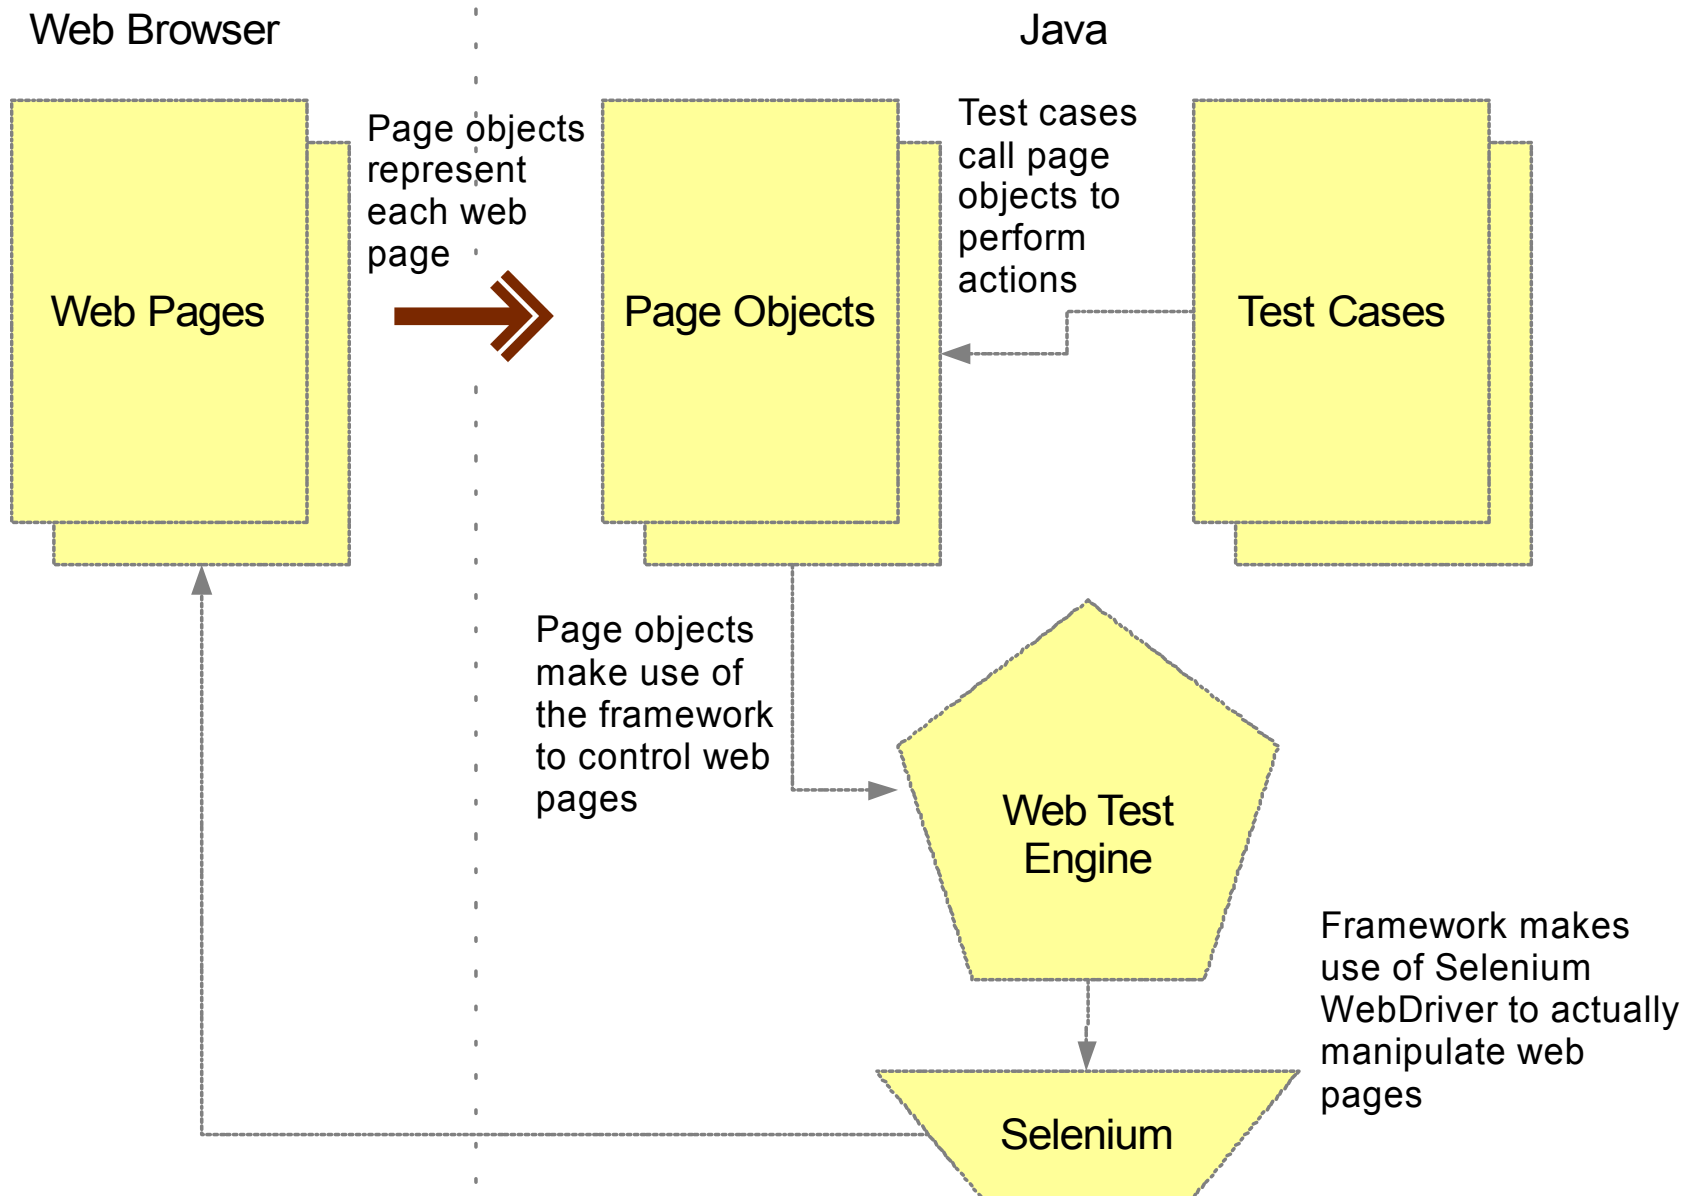 Web Browser
Java
Page objects
represent
each web
page
Test cases
call page
objects to
perform
actions
Web Pages
Page Objects
Test Cases
Page objects
make use of
the framework
to control web
pages
Web Test
Engine
Framework makes
use of Selenium
WebDriver to actually
manipulate web
pages
Selenium